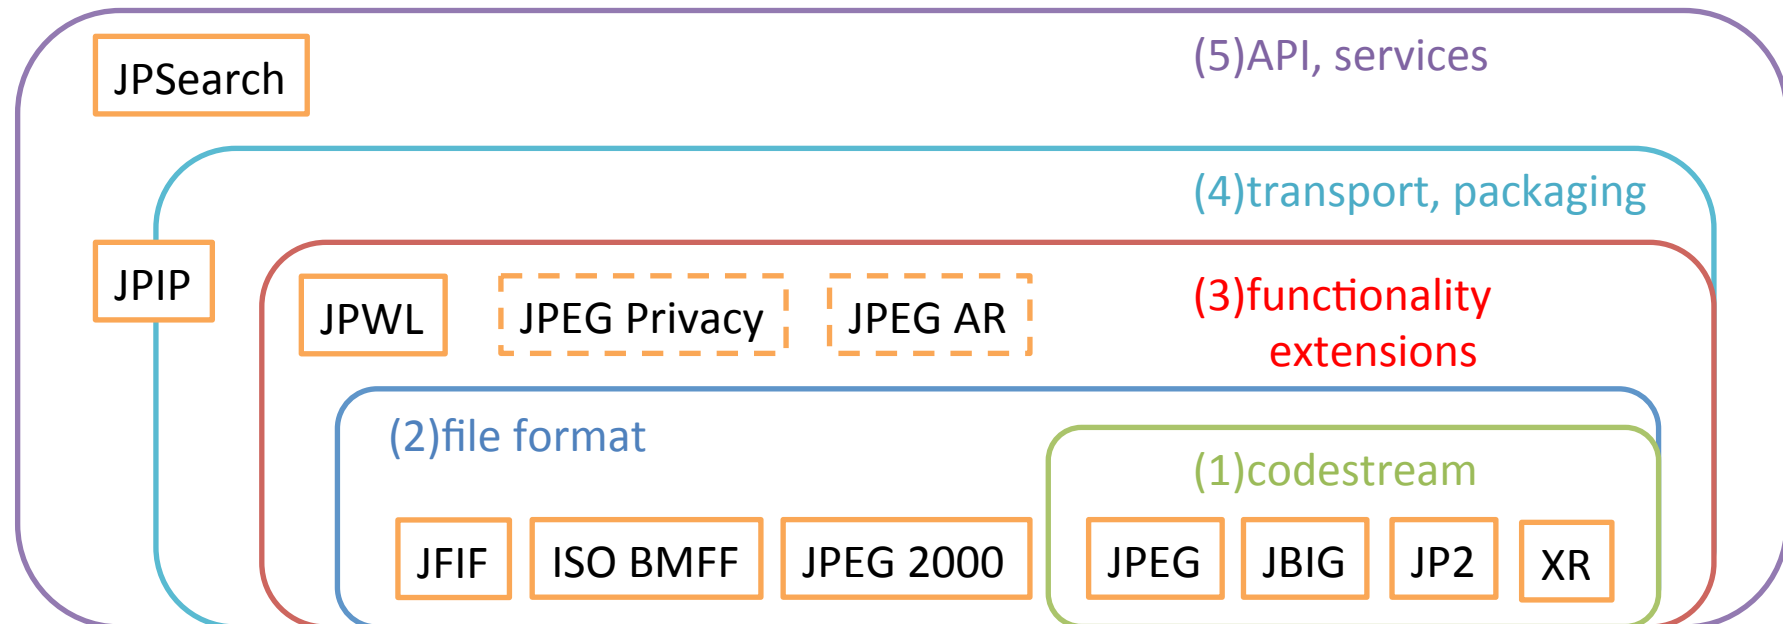 JPSearch
(5)API, services
(4)transport, packaging
JPIP
JPWL
JPEG Privacy
JPEG AR
(3)functionality
extensions
(2)file format
(1)codestream
JFIF
ISO BMFF
JPEG 2000
JPEG
JBIG
JP2
XR